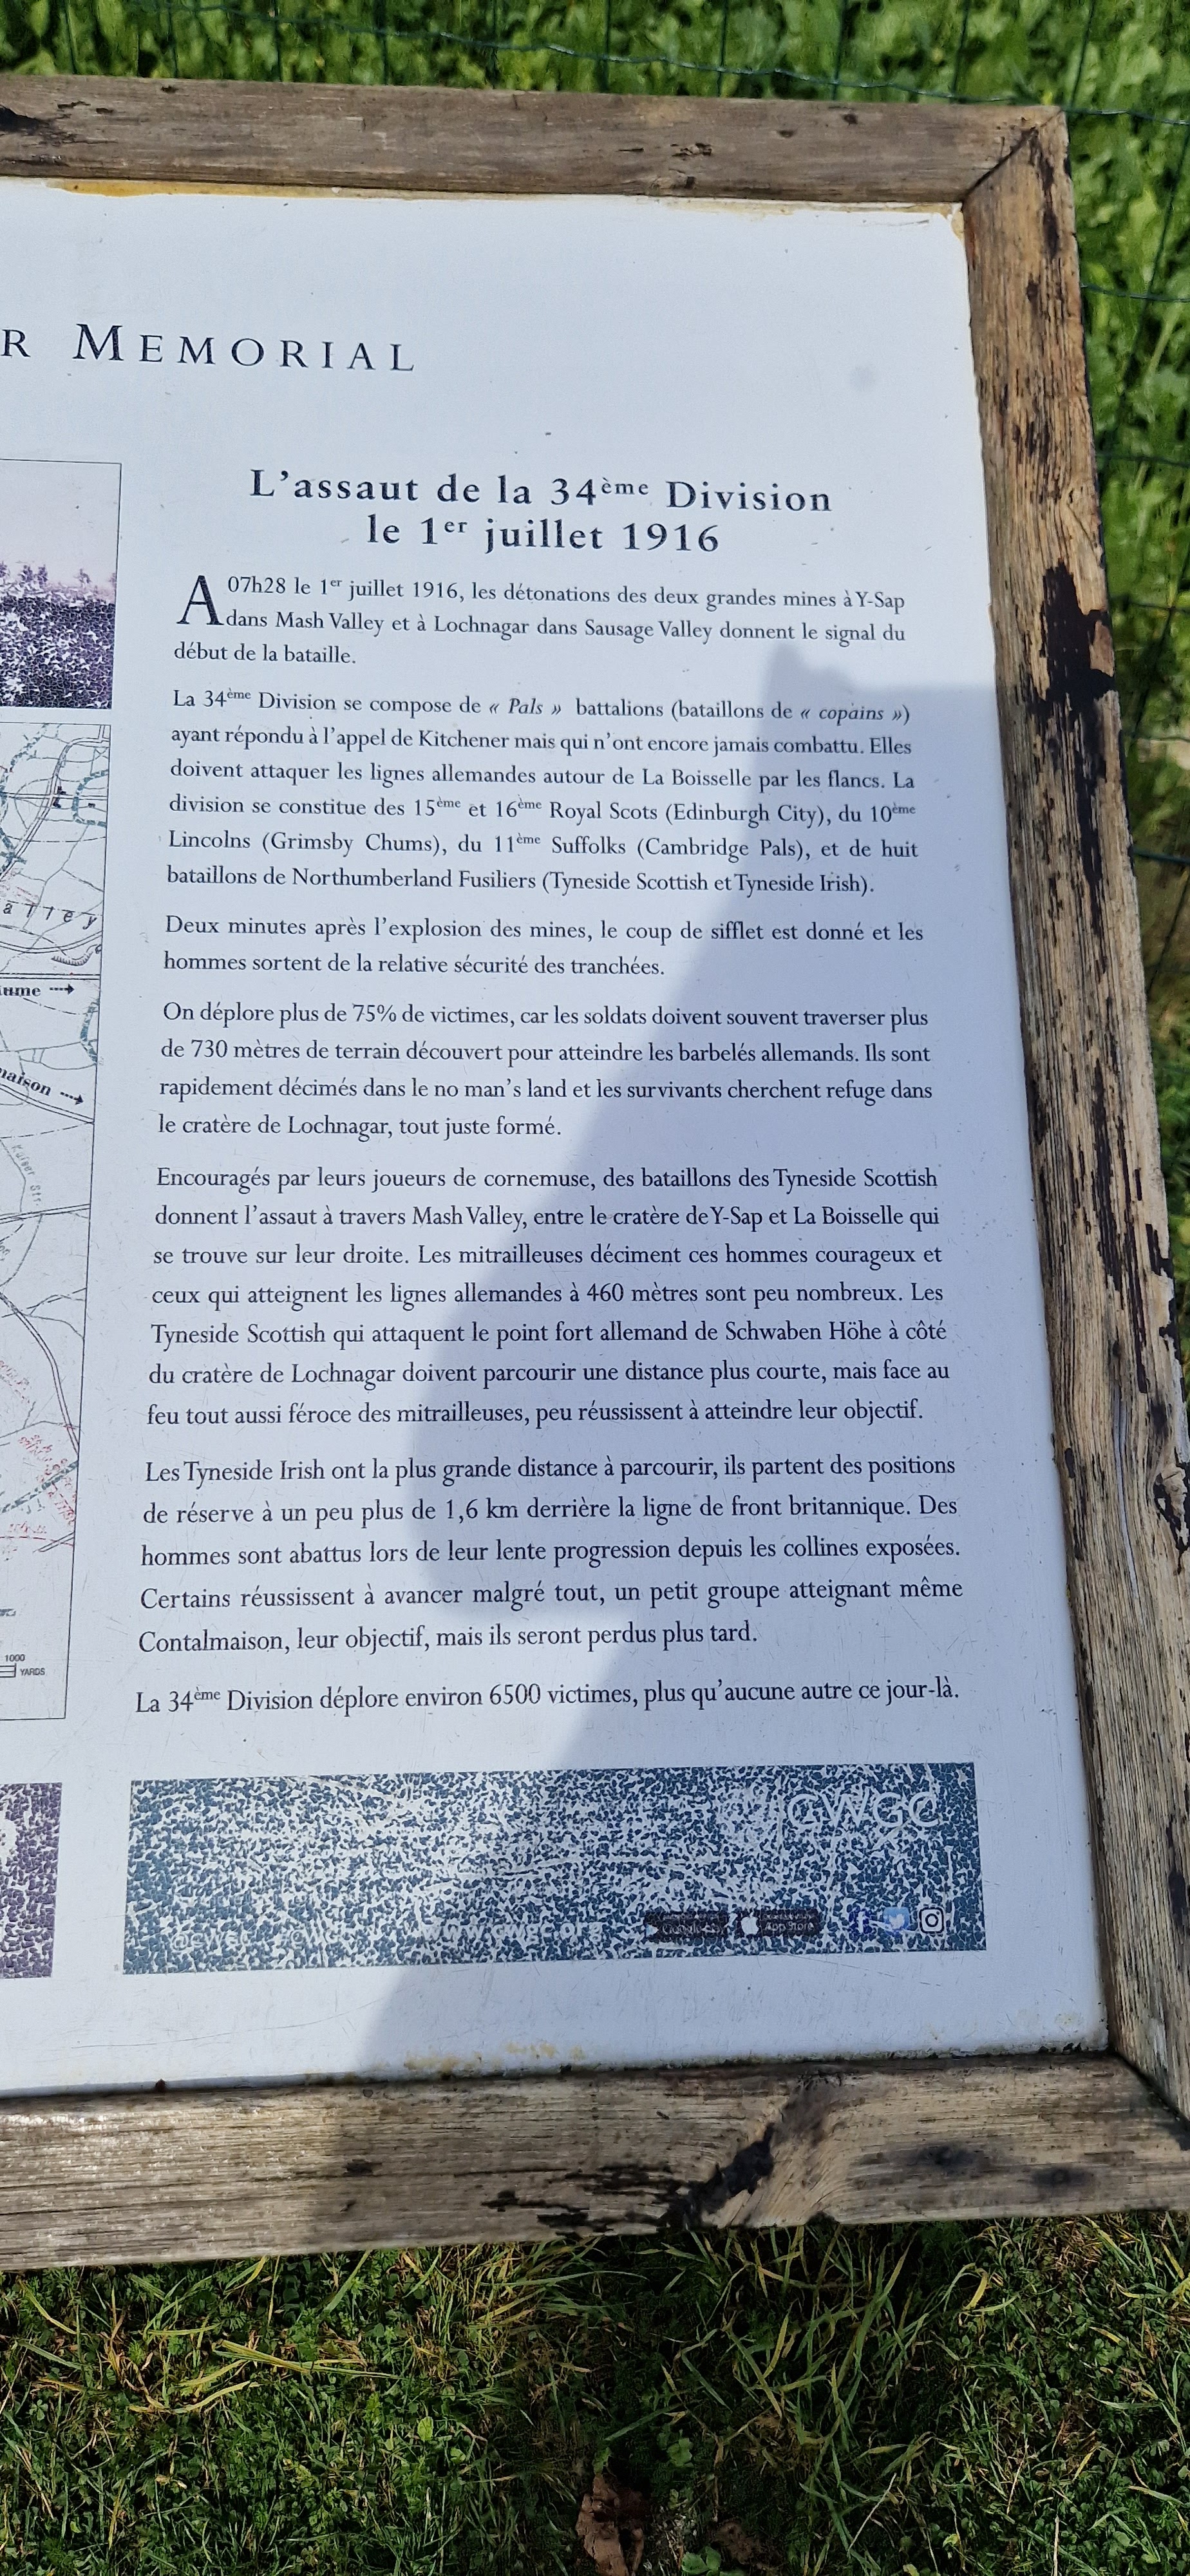 R MEMORIAL
L'assaut de la 34ème Division
le 1er juillet 1916
A 07h28 le 1er juillet 1916, les détonations des deux grandes mines à Y-Sap
dans Mash Valley et à Lochnagar dans Sausage Valley donnent le signal du
début de la bataille.
La 34ème Division se compose de « Pals » battalions (bataillons de « copains »)
ayant répondu à l'appel de Kitchener mais qui n'ont encore jamais combattu. Elles
doivent attaquer les lignes allemandes autour de La Boisselle par les flancs. La
division se constitue des 15ème et 16ème Royal Scots (Edinburgh City), du 10ème
Lincolns (Grimsby Chums), du 11ème Suffolks (Cambridge Pals), et de huit
bataillons de Northumberland Fusiliers (Tyneside Scottish et Tyneside Irish).
Deux minutes après l'explosion des mines, le coup de sifflet est donné et les
hommes sortent de la relative sécurité des tranchées.
On déplore plus de 75% de victimes, car les soldats doivent souvent traverser plus
de 730 mètres de terrain découvert pour atteindre les barbelés allemands. Ils sont
rapidement décimés dans le no man's land et les survivants cherchent refuge dans
le cratère de Lochnagar, tout juste formé.
Encouragés par leurs joueurs de cornemuse, des bataillons des Tyneside Scottish
donnent l'assaut à travers Mash Valley, entre le cratère de Y-Sap et La Boisselle qui
se trouve sur leur droite. Les mitrailleuses déciment ces hommes courageux et
ceux qui atteignent les lignes allemandes à 460 mètres sont peu nombreux. Les
Tyneside Scottish qui attaquent le point fort allemand de Schwaben Höhe à côté
du cratère de Lochnagar doivent parcourir une distance plus courte, mais face au
feu tout aussi féroce des mitrailleuses, peu réussissent à atteindre leur objectif.
Les Tyneside Irish ont la plus grande distance à parcourir, ils partent des positions
de réserve à un peu plus de 1,6 km derrière la ligne de front britannique. Des
hommes sont abattus lors de leur lente progression depuis les collines exposées.
Certains réussissent à avancer malgré tout, un petit groupe atteignant même
Contalmaison, leur objectif, mais ils seront perdus plus tard.
La 34ème Division déplore environ 6500 victimes, plus qu'aucune autre ce jour-là.
alley
ume
maison
Kaiser Str.
1000
YARDS
CWGC
App Store